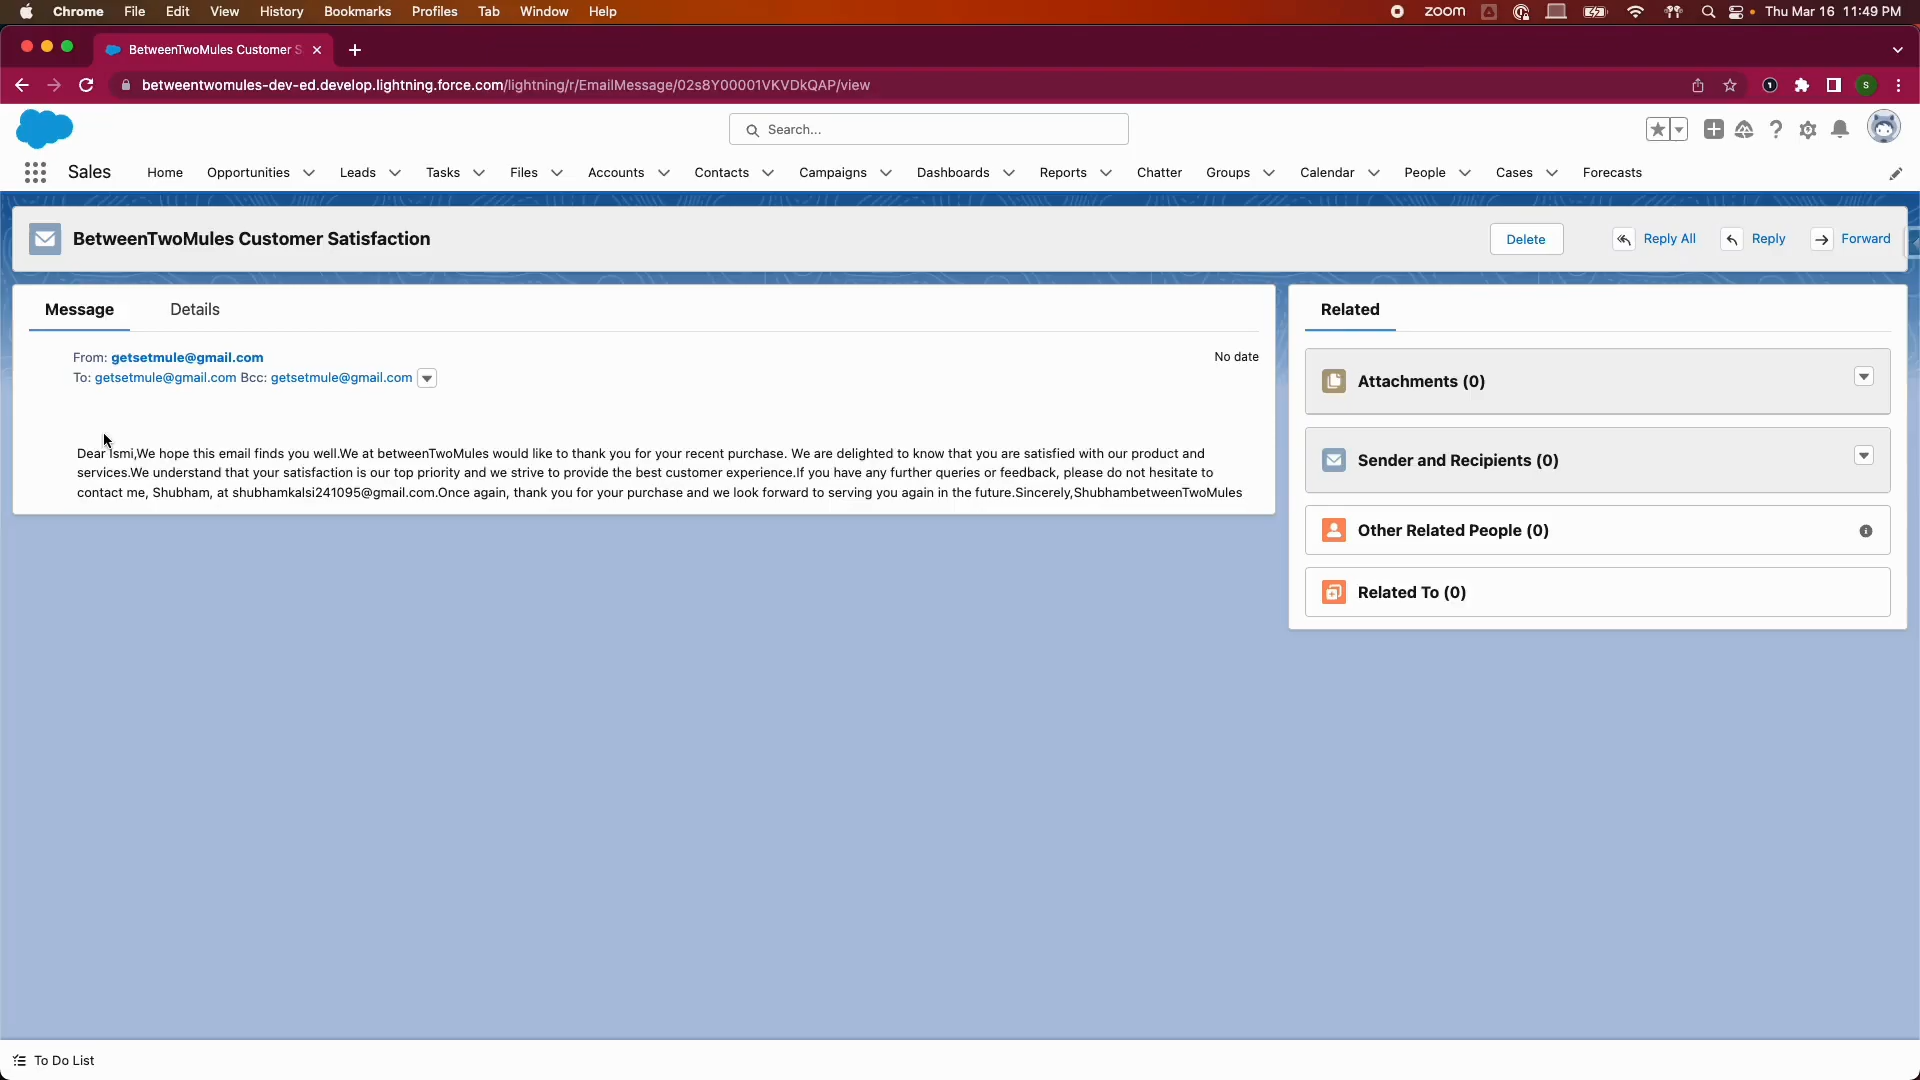 Chrome File Edit View History Bookmarks Profiles Tab Window Help zoom Thu Mar 16 11:49 PM
BetweenTwoMules Customer S
betweentwomules-dev-ed.develop.lightning.force.com/lightning/r/EmailMessage/02s8Y00001VKVDkQAP/view
Search...
Sales Home Opportunities Leads Tasks Files Accounts Contacts Campaigns Dashboards Reports Chatter Groups Calendar People Cases Forecasts
BetweenTwoMules Customer Satisfaction Delete Reply All Reply Forward
Message Details
From: getsetmule@gmail.com No date
To: getsetmule@gmail.com Bcc: getsetmule@gmail.com
Dear Ismi,We hope this email finds you well.We at betweenTwoMules would like to thank you for your recent purchase. We are delighted to know that you are satisfied with our product and
services.We understand that your satisfaction is our top priority and we strive to provide the best customer experience.If you have any further queries or feedback, please do not hesitate to
contact me, Shubham, at shubhamkalsi241095@gmail.com.Once again, thank you for your purchase and we look forward to serving you again in the future.Sincerely,ShubhambetweenTwoMules
Related
Attachments (0)
Sender and Recipients (0)
Other Related People (0)
Related To (0)
To Do List